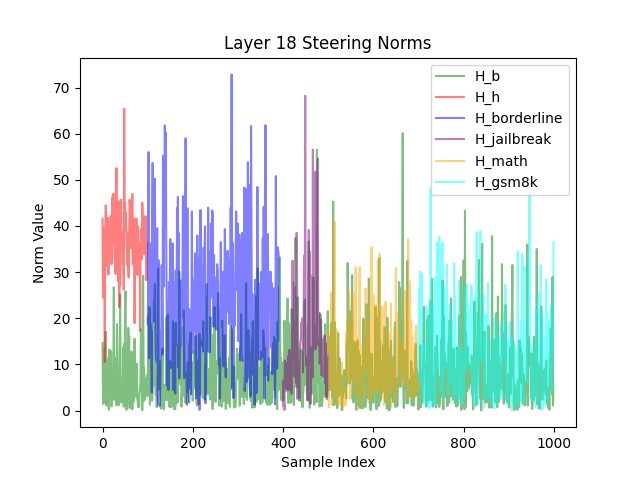 Layer 18 Steering Norms
H_b
H_h
H_borderline
H_jailbreak
H_math
H_gsm8k
Norm Value
70
60
50
40
30
20
10
0
0 200 400 600 800 1000
Sample Index